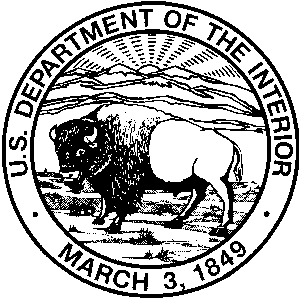 U.S. DEPARTMENT OF THE INTERIOR
MARCH 3, 1849